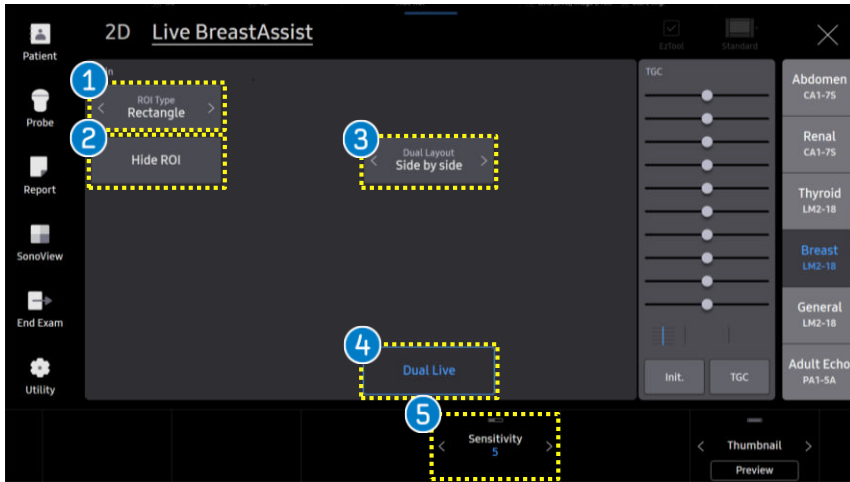 2D Live BreastAssist
EzTool
Standard
Patient
Probe
Report
SonoView
End Exam
Utility
1
ROI Type
Rectangle
2
Hide ROI
3
Dual Layout
Side by side
4
Dual Live
5
Sensitivity
5
TGC
Init.
TGC
Abdomen
CA1-7S
Renal
CA1-7S
Thyroid
LM2-18
Breast
LM2-18
General
LM2-18
Adult Echo
PA1-5A
Thumbnail
Preview